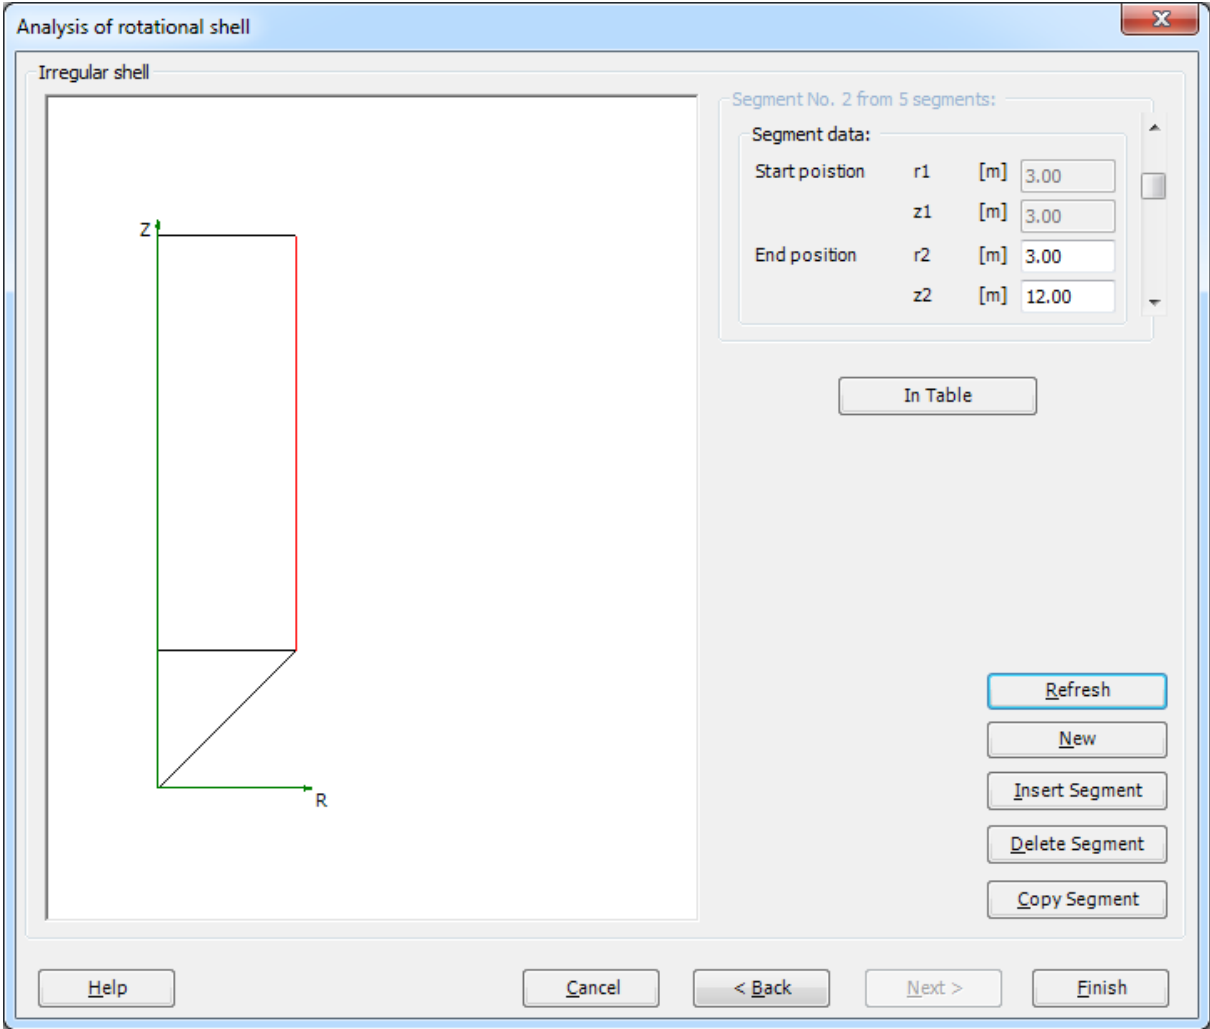 Analysis of rotational shell
Irregular shell
Z
R
Segment No. 2 from 5 segments:
Segment data:
Start poistion r1 [m] 3.00
z1 [m] 3.00
End position r2 [m] 3.00
z2 [m] 12.00
In Table
Refresh
New
Insert Segment
Delete Segment
Copy Segment
Help Cancel < Back Next > Finish